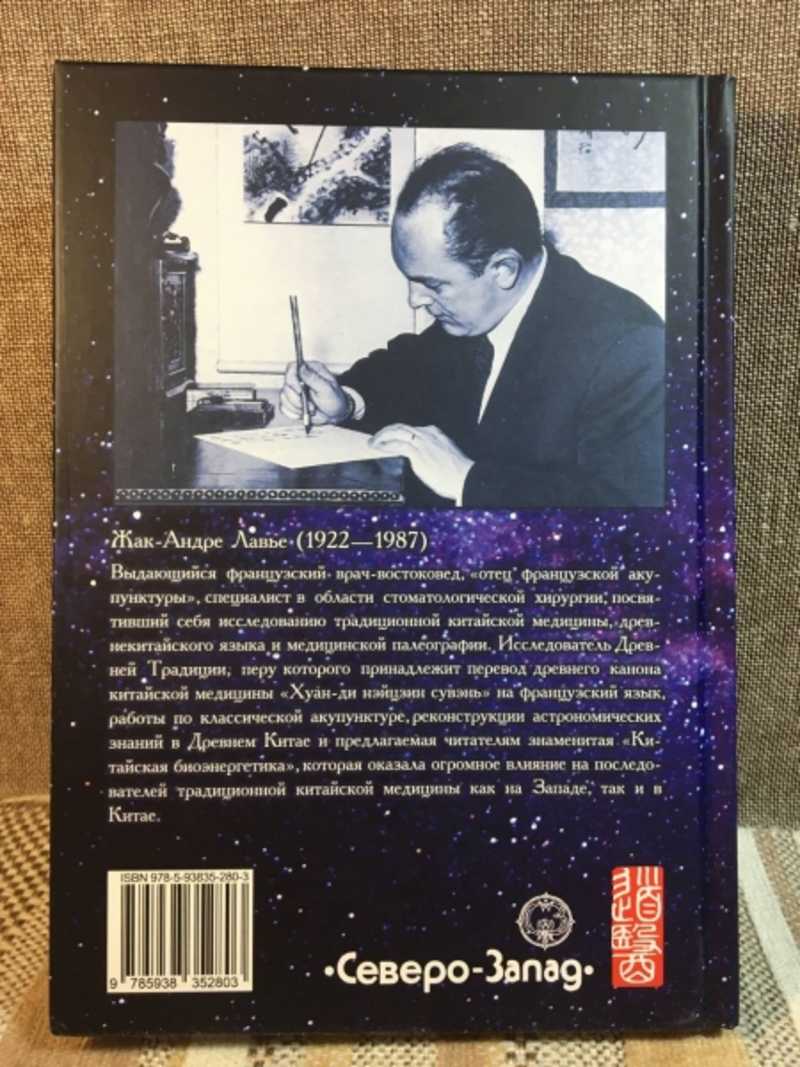 Жак-Андре Лавье (1922—1987)
Выдающийся французский врач-востоковед, «отец французской аку-
пунктуры», специалист в области стоматологической хирургии, посвя-
тивший себя исследованию традиционной китайской медицины, древ-
некитайского языка и медицинской палеографии. Исследователь Древ-
ней Традиции, перу которого принадлежит перевод древнего канона
китайской медицины «Хуан-ди нэйцзин сувэнь» на французский язык,
работы по классической акупунктуре, реконструкции астрономических
знаний в Древнем Китае и предлагаемая читателям знаменитая «Ки-
тайская биоэнергетика», которая оказала огромное влияние на последо-
вателей традиционной китайской медицины как на Западе, так и в
Китае.
ISBN 978-5-93835-280-3
9 785938 352803
•Северо-Запад•